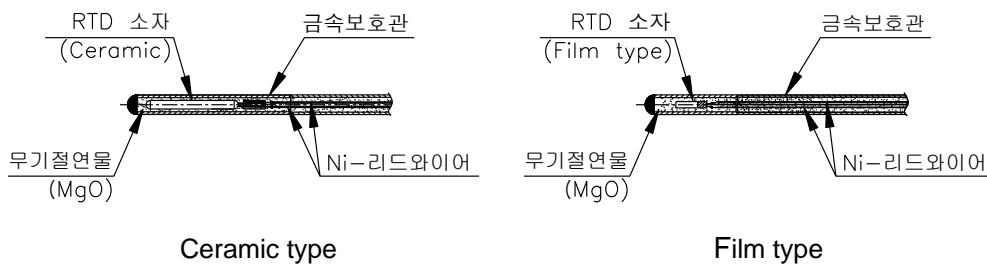 RTD 소자
(Ceramic)
금속보호관
무기절연물
(MgO)
Ni-리드와이어
Ceramic type
RTD 소자
(Film type)
금속보호관
무기절연물
(MgO)
Ni-리드와이어
Film type